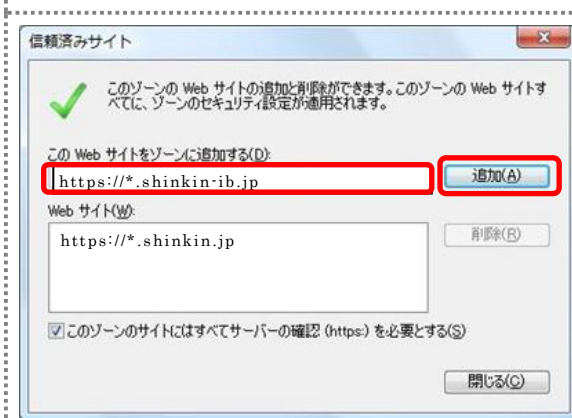 信頼済みサイト
このゾーンの Web サイトの追加と削除ができます。このゾーンの Web サイトす
べてに、ゾーンのセキュリティ設定が適用されます。
この Web サイトをゾーンに追加する(D):
https://*.shinkin-ib.jp
追加(A)
Web サイト(W):
https://*.shinkin.jp
削除(R)
このゾーンのサイトにはすべてサーバーの確認 (https:) を必要とする(S)
閉じる(C)